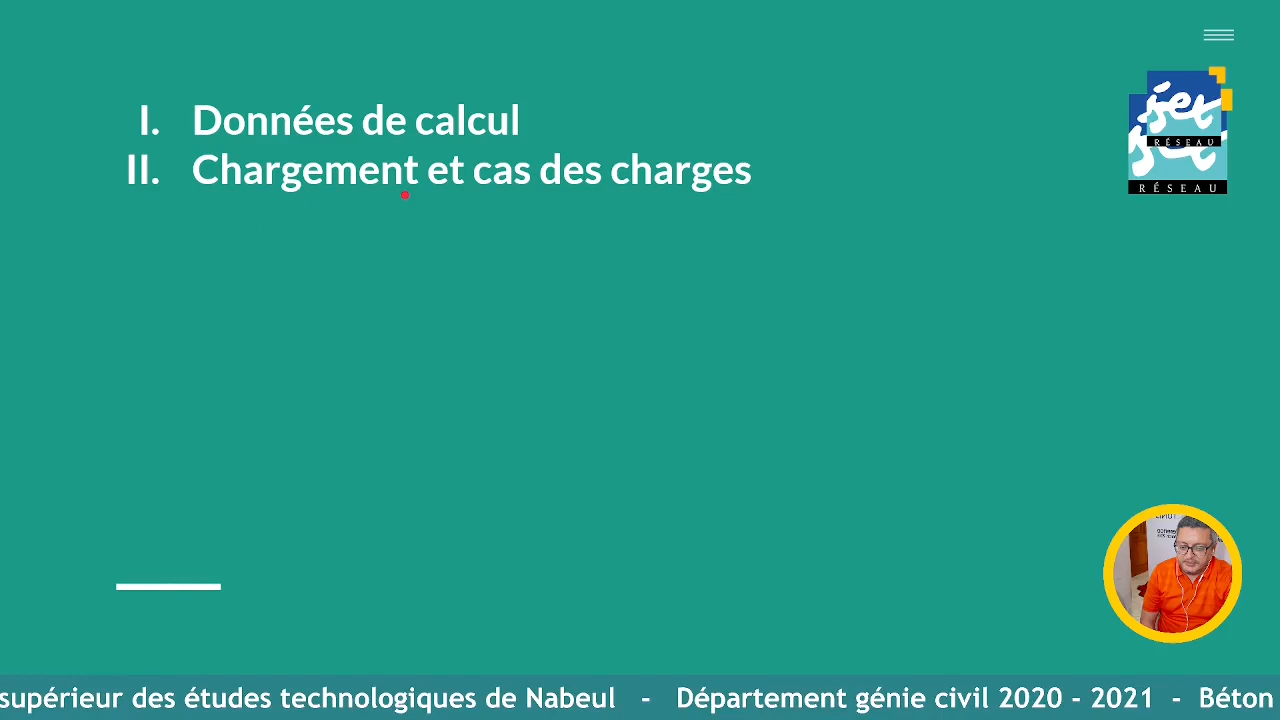 I. Données de calcul
II. Chargement et cas des charges
iset
RÉSEAU
RÉSEAU
supérieur des études technologiques de Nabeul - Département génie civil 2020 - 2021 - Béton